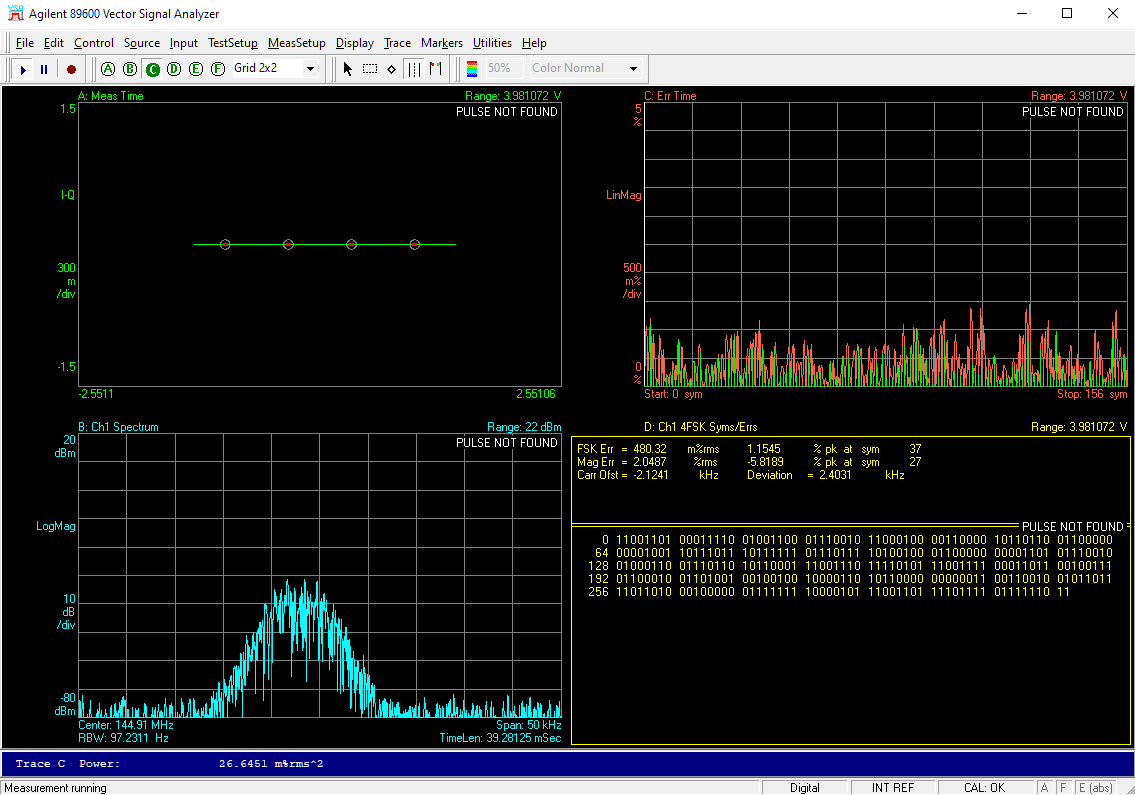 Agilent 89600 Vector Signal Analyzer
File Edit Control Source Input TestSetup MeasSetup Display Trace Markers Utilities Help
A B C D E F Grid 2x2 50% Color Normal
A: Meas Time Range: 3.981072 V
PULSE NOT FOUND
1.5
I-Q
300
m
/div
-1.5
-2.5511 2.55106
C: Err Time Range: 3.981072 V
PULSE NOT FOUND
5
%
LinMag
500
m%
/div
0
%
Start: 0 sym Stop: 156 sym
B: Ch1 Spectrum Range: 22 dBm
PULSE NOT FOUND
20
dBm
LogMag
10
dB
/div
-80
dBm
Center: 144.91 MHz Span: 50 kHz
RBW: 97.2311 Hz TimeLen: 39.28125 mSec
D: Ch1 4FSK Syms/Errs Range: 3.981072 V
FSK Err = 480.32 m%rms 1.1545 % pk at sym 37
Mag Err = 2.0487 %rms -5.8189 % pk at sym 27
Carr Ofst = -2.1241 kHz Deviation = 2.4031 kHz
PULSE NOT FOUND
0 11001101 00011110 01001100 01110010 11000100 00110000 10110110 01100000
64 00001001 10111011 10111111 01110111 10100100 01100000 00001101 01110010
128 01000110 01110110 10110001 11001110 11110101 11001111 00011011 00100111
192 01100010 01101001 00100100 10000110 10110000 00000011 00110010 01011011
256 11011010 00100000 01111111 10000101 11001101 11101111 01111110 11
Trace C Power: 26.6451 m%rms^2
Measurement running Digital INT REF CAL: OK A F E (abs)